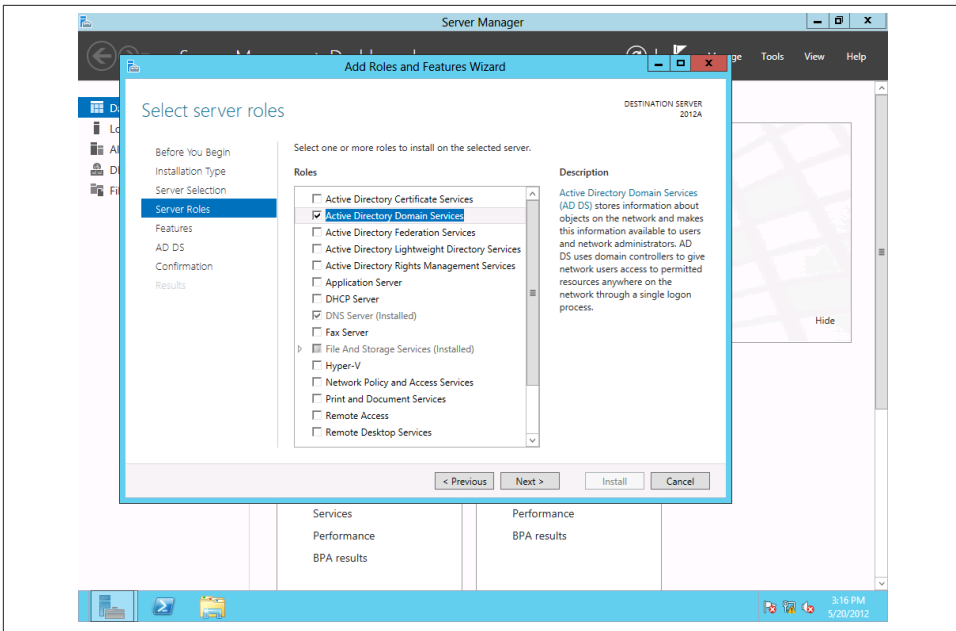 Server Manager
Add Roles and Features Wizard
Tools
View
Help
Select server roles
DESTINATION SERVER
2012A
Before You Begin
Installation Type
Server Selection
Server Roles
Features
AD DS
Confirmation
Results
Select one or more roles to install on the selected server.
Roles
Active Directory Certificate Services
Active Directory Domain Services
Active Directory Federation Services
Active Directory Lightweight Directory Services
Active Directory Rights Management Services
Application Server
DHCP Server
DNS Server (Installed)
Fax Server
File And Storage Services (Installed)
Hyper-V
Network Policy and Access Services
Print and Document Services
Remote Access
Remote Desktop Services
Description
Active Directory Domain Services
(AD DS) stores information about
objects on the network and makes
this information available to users
and network administrators. AD
DS uses domain controllers to give
network users access to permitted
resources anywhere on the
network through a single logon
process.
Hide
< Previous
Next >
Install
Cancel
Services
Performance
BPA results
Performance
BPA results
3:16 PM
5/20/2012